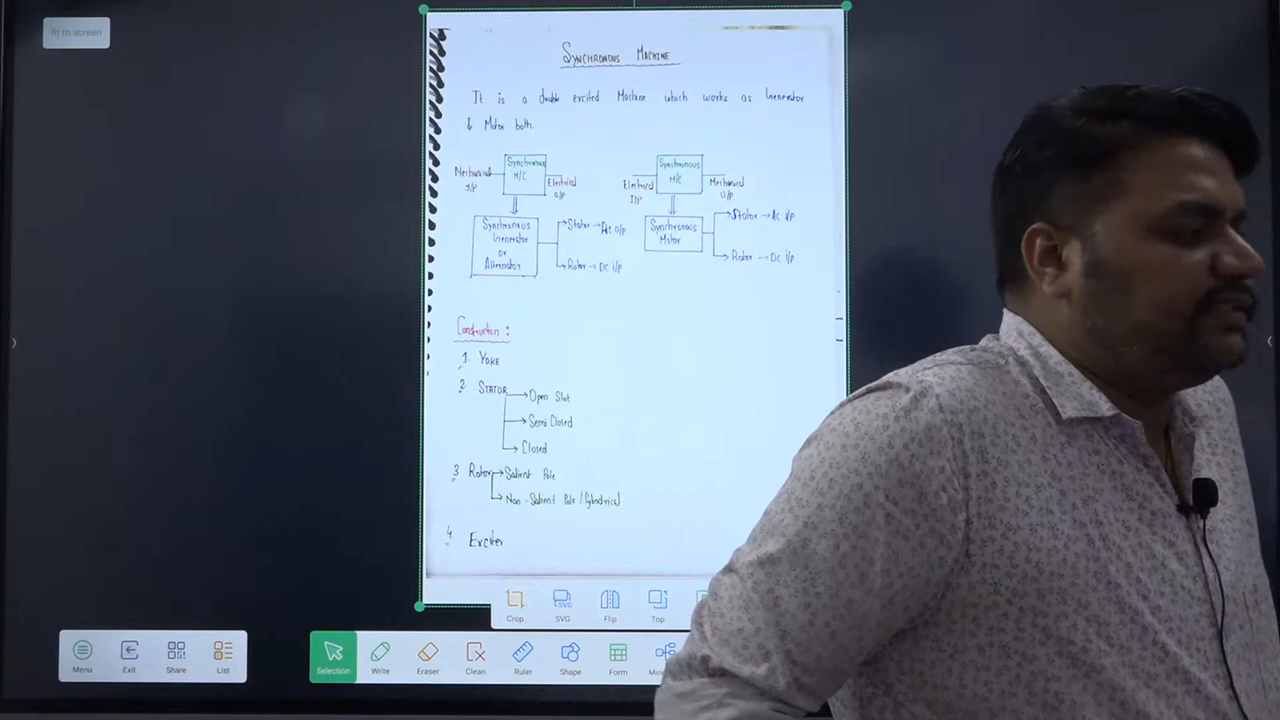 fit to screen
SYNCHRONOUS MACHINE
It is a double excited Machine which works as Generator
& Motor both.
Mechanical I/P
Synchronous M/C
Electrical O/P
Synchronous Generator or Alternator
Stator → AC O/P
Rotor → DC i/p
Electrical I/P
Synchronous M/C
Mechanical O/P
Synchronous Motor
Stator → AC i/p
Rotor → DC i/p
Construction :
1. YOKE
2. STATOR
Open Slot
Semi Closed
Closed
3. Rotor
Salient Pole
Non-Salient Pole / Cylindrical
4. Exciter
Crop SVG Flip Top
Menu Exit Share List
Selection Write Eraser Clean Ruler Shape Form